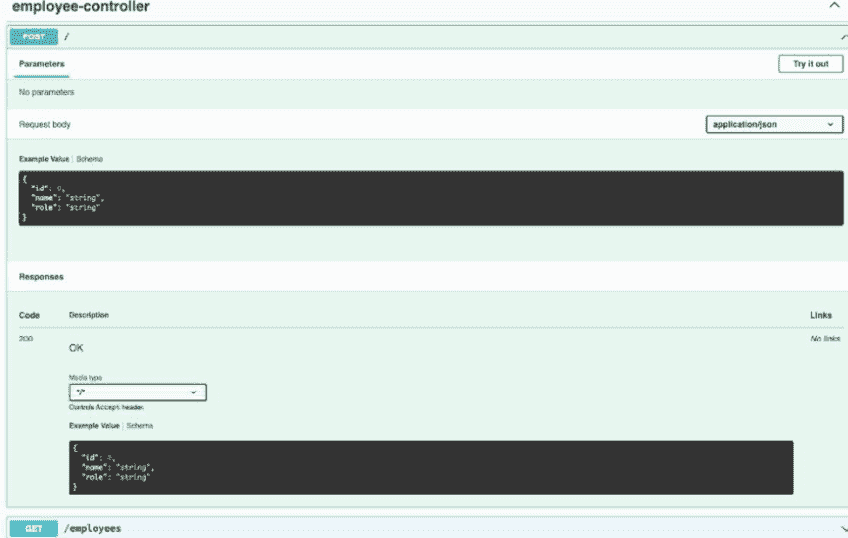 employee-controller
POST /
Parameters
Try it out
No parameters
Request body
application/json
Example Value | Schema
{
"id": 0,
"name": "string",
"role": "string"
}
Responses
Code Description Links
200 OK No links
Media type
*/*
Controls Accept header.
Example Value | Schema
{
"id": 0,
"name": "string",
"role": "string"
}
GET /employees